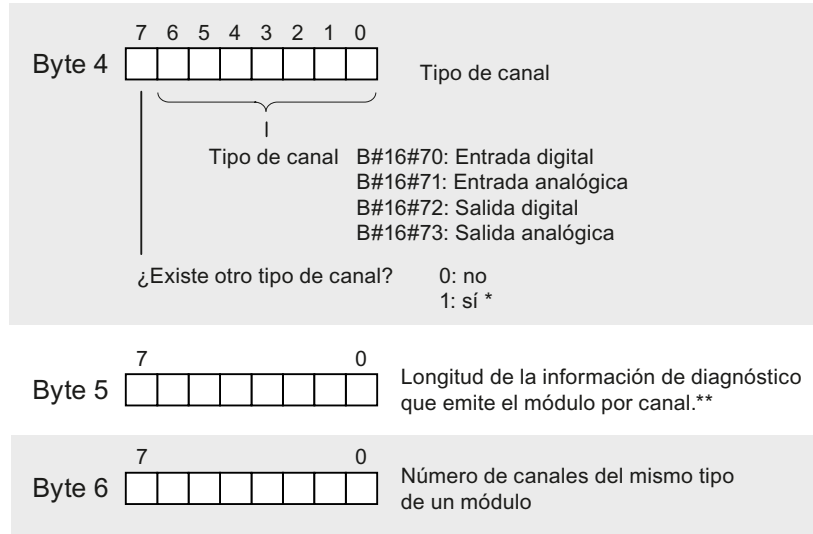 7 6 5 4 3 2 1 0
Byte 4
Tipo de canal
Tipo de canal B#16#70: Entrada digital
B#16#71: Entrada analógica
B#16#72: Salida digital
B#16#73: Salida analógica
¿Existe otro tipo de canal? 0: no
1: sí *
7 0
Byte 5
Longitud de la información de diagnóstico
que emite el módulo por canal.**
7 0
Byte 6
Número de canales del mismo tipo
de un módulo